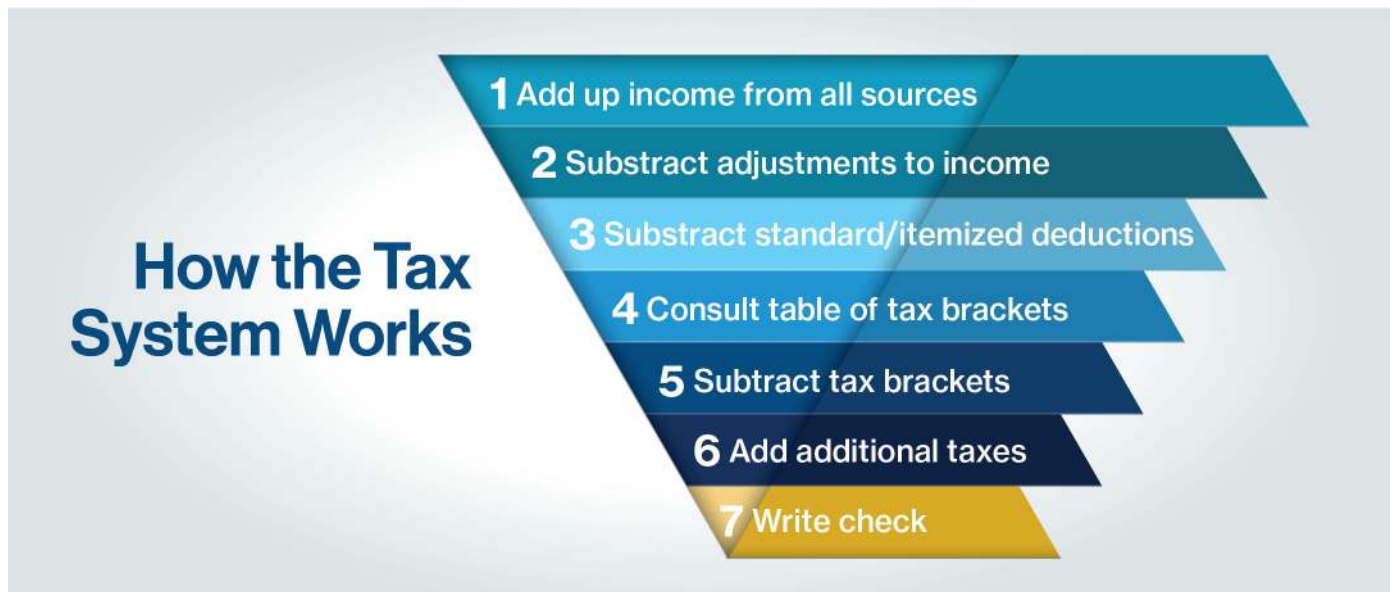 How the Tax
System Works
1 Add up income from all sources
2 Substract adjustments to income
3 Substract standard/itemized deductions
4 Consult table of tax brackets
5 Subtract tax brackets
6 Add additional taxes
7 Write check